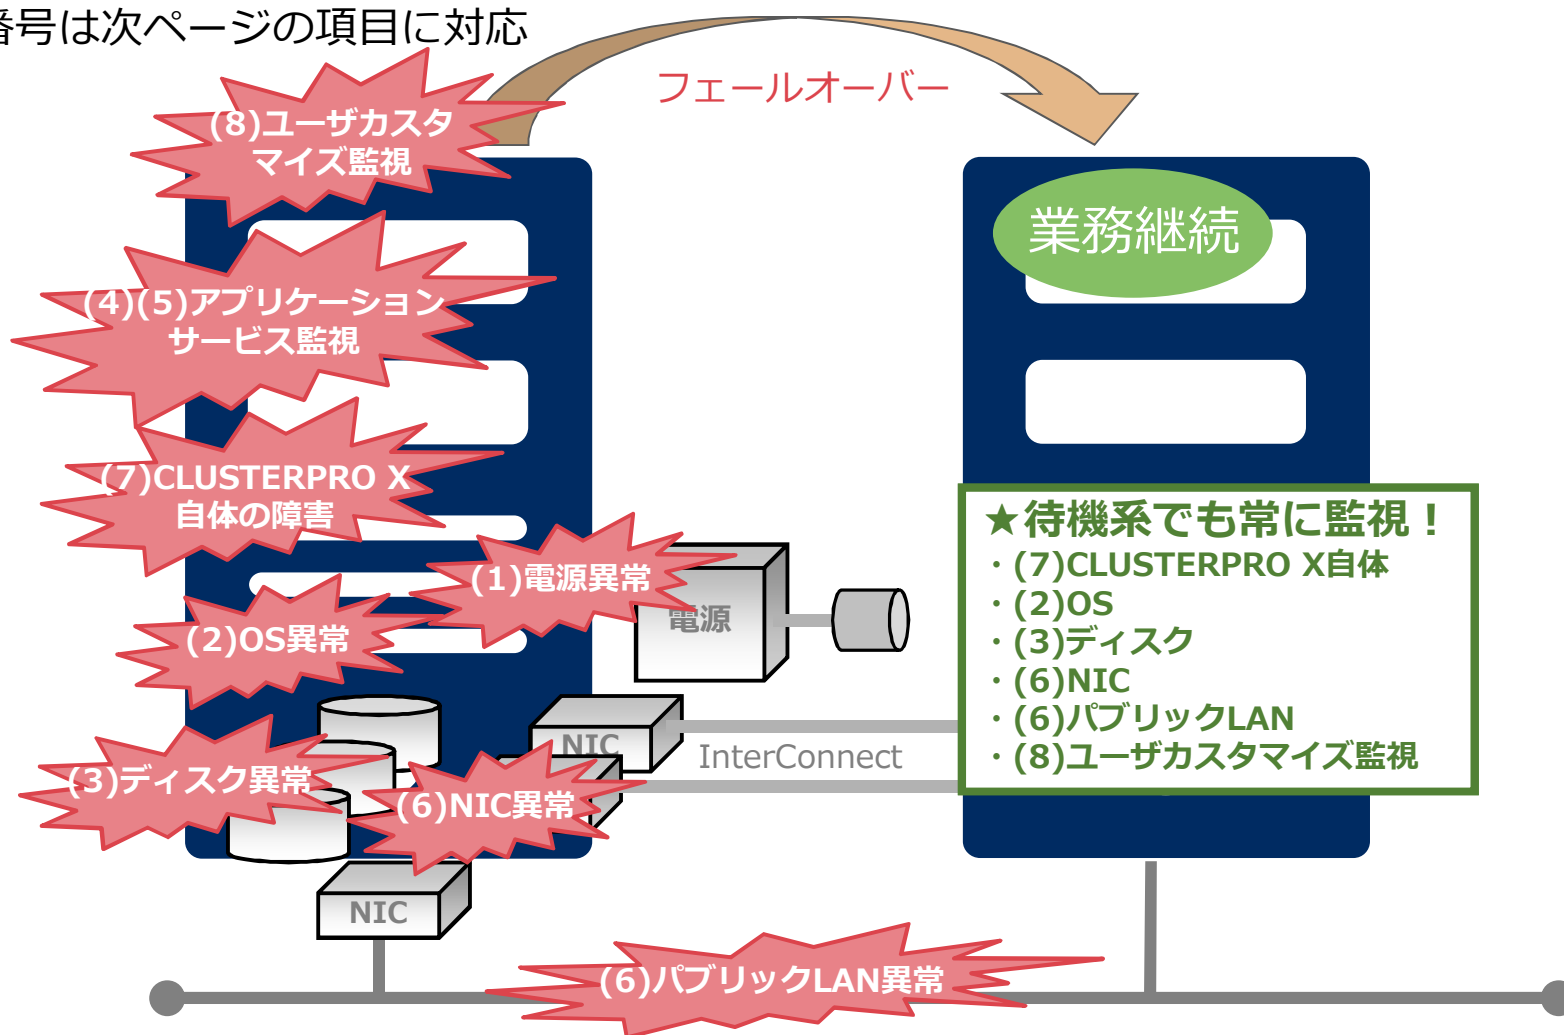 番号は次ページの項目に対応
フェールオーバー
(8)ユーザカスタ
マイズ監視
業務継続
(4)(5)アプリケーション
サービス監視
(7)CLUSTERPRO X
自体の障害
(1)電源異常
電源
(2)OS異常
★待機系でも常に監視！
・(7)CLUSTERPRO X自体
・(2)OS
・(3)ディスク
・(6)NIC
・(6)パブリックLAN
・(8)ユーザカスタマイズ監視
NIC
InterConnect
(3)ディスク異常
(6)NIC異常
NIC
(6)パブリックLAN異常